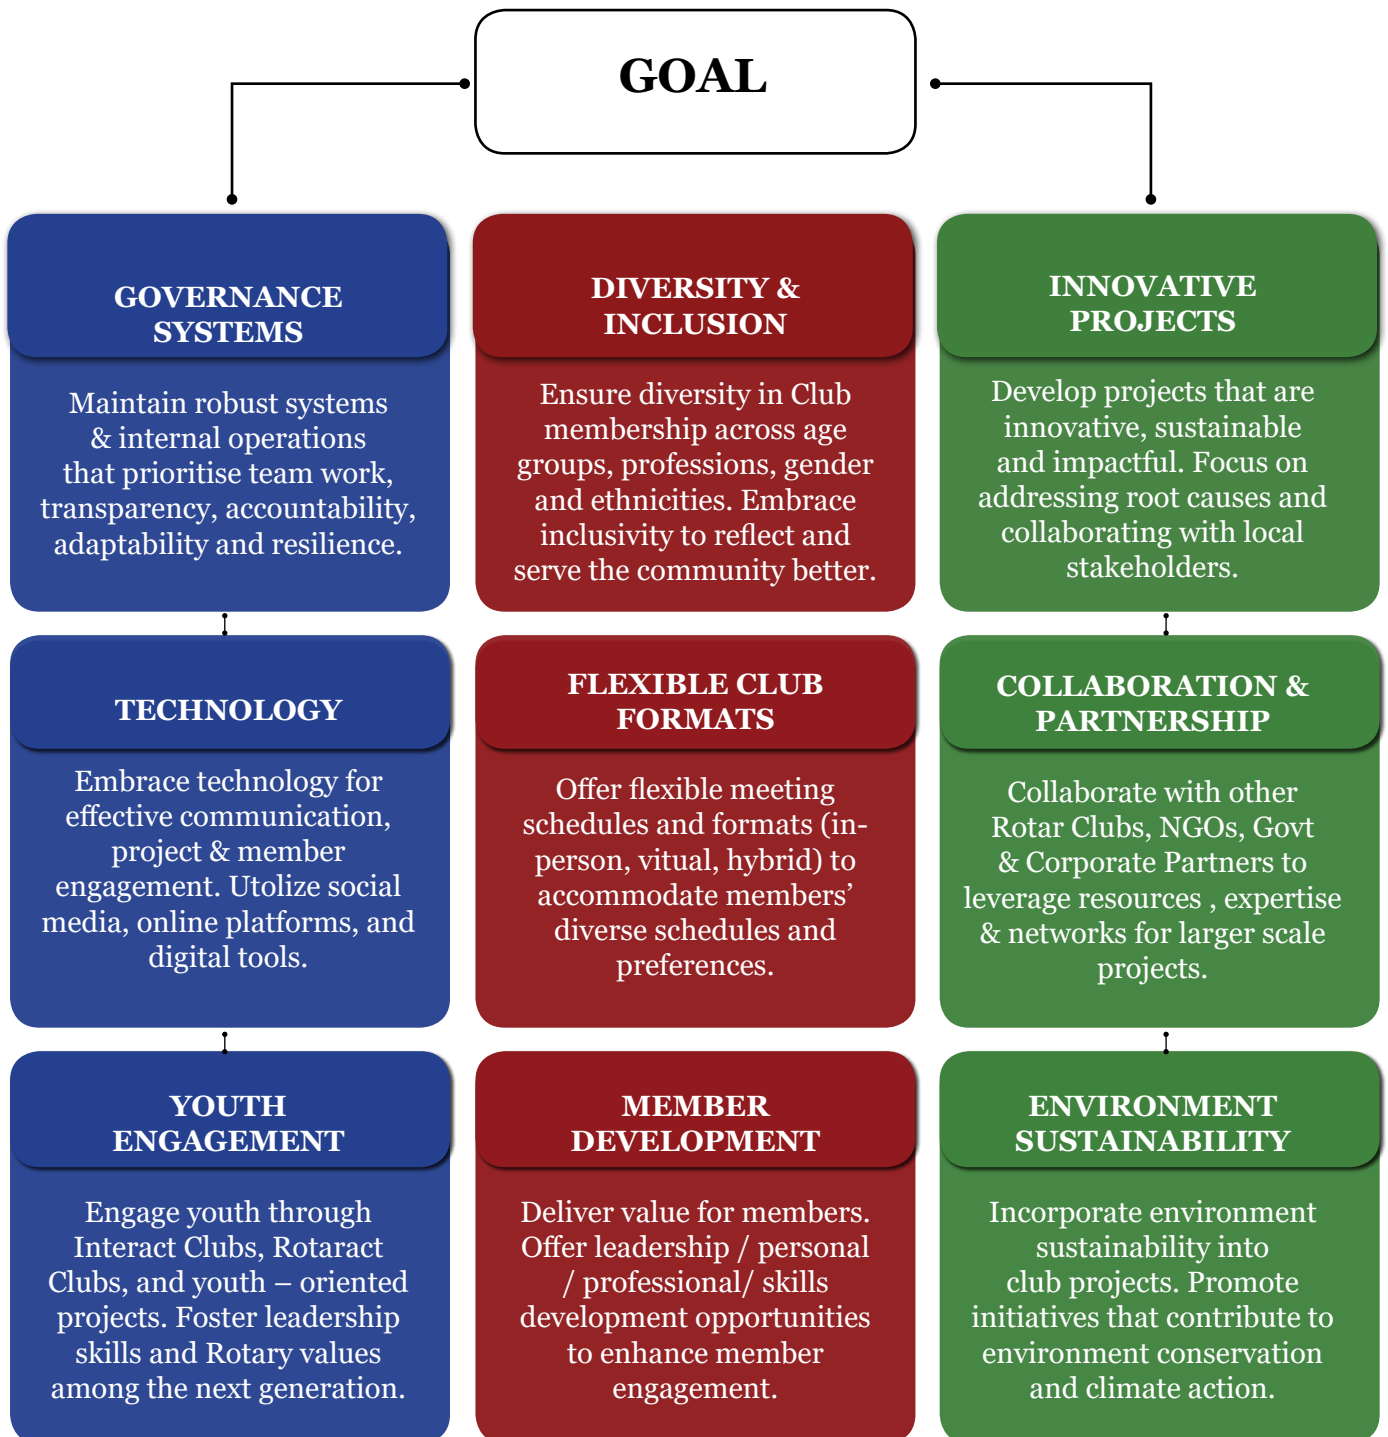 GOAL
GOVERNANCE
SYSTEMS
Maintain robust systems
& internal operations
that prioritise team work,
transparency, accountability,
adaptability and resilience.
DIVERSITY &
INCLUSION
Ensure diversity in Club
membership across age
groups, professions, gender
and ethnicities. Embrace
inclusivity to reflect and
serve the community better.
INNOVATIVE
PROJECTS
Develop projects that are
innovative, sustainable
and impactful. Focus on
addressing root causes and
collaborating with local
stakeholders.
TECHNOLOGY
Embrace technology for
effective communication,
project & member
engagement. Utolize social
media, online platforms, and
digital tools.
FLEXIBLE CLUB
FORMATS
Offer flexible meeting
schedules and formats (in-
person, vitual, hybrid) to
accommodate members’
diverse schedules and
preferences.
COLLABORATION &
PARTNERSHIP
Collaborate with other
Rotar Clubs, NGOs, Govt
& Corporate Partners to
leverage resources , expertise
& networks for larger scale
projects.
YOUTH
ENGAGEMENT
Engage youth through
Interact Clubs, Rotaract
Clubs, and youth – oriented
projects. Foster leadership
skills and Rotary values
among the next generation.
MEMBER
DEVELOPMENT
Deliver value for members.
Offer leadership / personal
/ professional/ skills
development opportunities
to enhance member
engagement.
ENVIRONMENT
SUSTAINABILITY
Incorporate environment
sustainability into
club projects. Promote
initiatives that contribute to
environment conservation
and climate action.